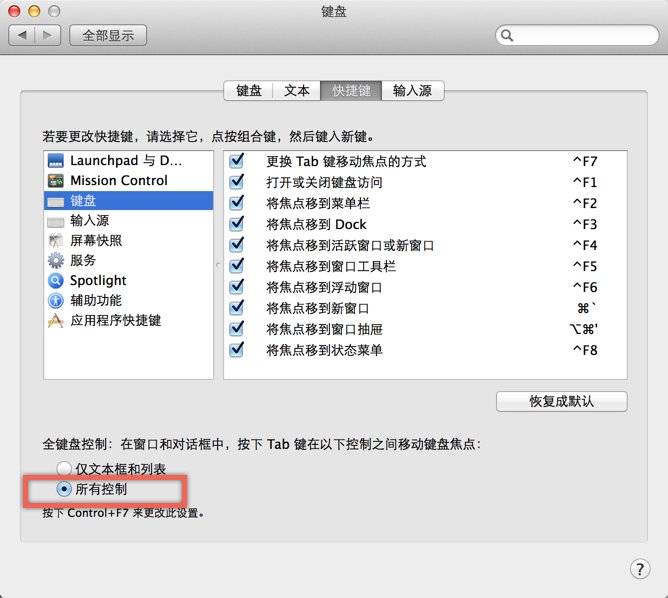 键盘
全部显示
键盘 文本 快捷键 输入源
若要更改快捷键，请选择它，点按组合键，然后键入新键。
Launchpad 与 D...
Mission Control
键盘
输入源
屏幕快照
服务
Spotlight
辅助功能
应用程序快捷键
更换 Tab 键移动焦点的方式 ^F7
打开或关闭键盘访问 ^F1
将焦点移到菜单栏 ^F2
将焦点移到 Dock ^F3
将焦点移到活跃窗口或新窗口 ^F4
将焦点移到窗口工具栏 ^F5
将焦点移到浮动窗口 ^F6
将焦点移到新窗口 ⌘`
将焦点移到窗口抽屉 ⌥⌘'
将焦点移到状态菜单 ^F8
恢复成默认
全键盘控制：在窗口和对话框中，按下 Tab 键在以下控制之间移动键盘焦点：
仅文本框和列表
所有控制
按下 Control+F7 来更改此设置。
?